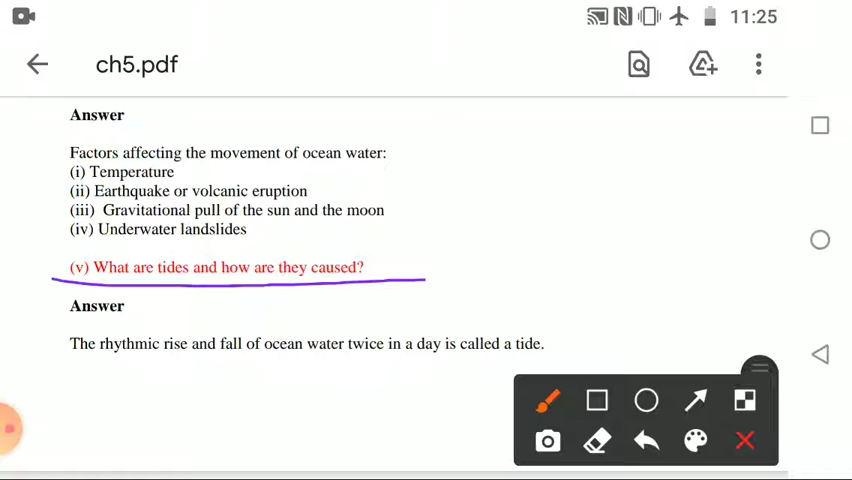 11:25
ch5.pdf
Answer
Factors affecting the movement of ocean water:
(i) Temperature
(ii) Earthquake or volcanic eruption
(iii) Gravitational pull of the sun and the moon
(iv) Underwater landslides
(v) What are tides and how are they caused?
Answer
The rhythmic rise and fall of ocean water twice in a day is called a tide.